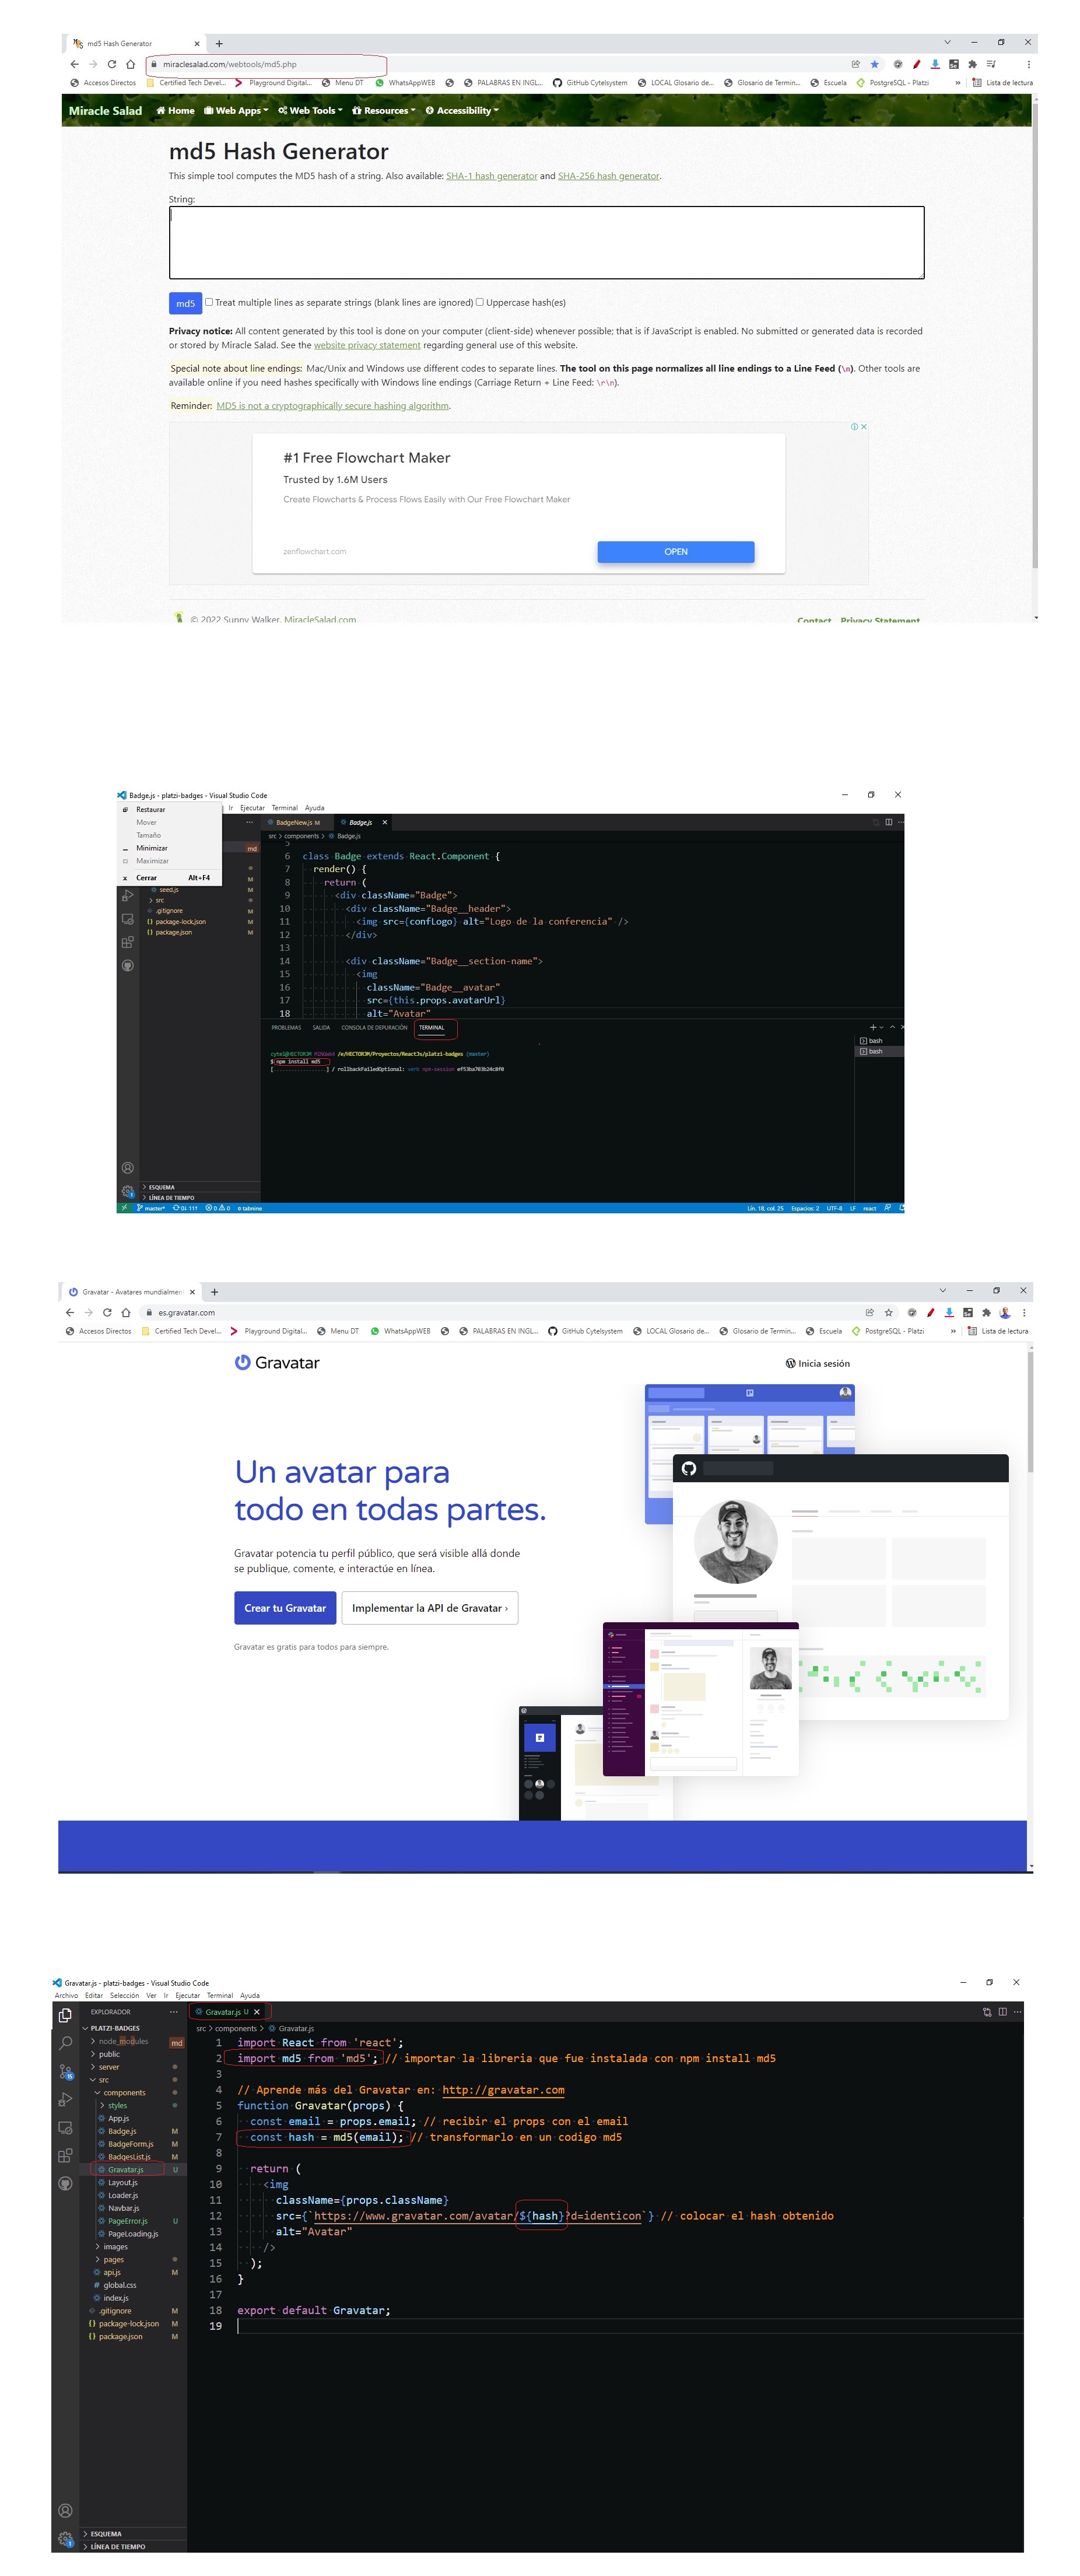 md5 Hash Generator
miraclesalad.com/webtools/md5.php
Accesos Directos Certified Tech Devel... Playground Digital... Menu DT WhatsAppWEB PALABRAS EN INGL... GitHub Cytelsystem LOCAL Glosario de... Glosario de Termin... Escuela PostgreSQL - Platzi » Lista de lectura
Miracle Salad Home Web Apps Web Tools Resources Accessibility
md5 Hash Generator
This simple tool computes the MD5 hash of a string. Also available: SHA-1 hash generator and SHA-256 hash generator.
String:
md5 Treat multiple lines as separate strings (blank lines are ignored) Uppercase hash(es)
Privacy notice: All content generated by this tool is done on your computer (client-side) whenever possible; that is if JavaScript is enabled. No submitted or generated data is recorded
or stored by Miracle Salad. See the website privacy statement regarding general use of this website.
Special note about line endings: Mac/Unix and Windows use different codes to separate lines. The tool on this page normalizes all line endings to a Line Feed (\n). Other tools are
available online if you need hashes specifically with Windows line endings (Carriage Return + Line Feed: \r\n).
Reminder: MD5 is not a cryptographically secure hashing algorithm.
#1 Free Flowchart Maker
Trusted by 1.6M Users
Create Flowcharts & Process Flows Easily with Our Free Flowchart Maker
zenflowchart.com OPEN
© 2022 Sunny Walker, MiracleSalad.com Contact Privacy Statement
Badge.js - platzi-badges - Visual Studio Code
Ir Ejecutar Terminal Ayuda
Restaurar
Mover
Tamaño
Minimizar
Maximizar
Cerrar Alt+F4
md
seed.js M
src
.gitignore M
package-lock.json M
package.json M
ESQUEMA
LÍNEA DE TIEMPO
BadgeNew.js M Badge.js
src > components > Badge.js
5
6 class Badge extends React.Component {
7 render() {
8 return (
9 <div className="Badge">
10 <div className="Badge__header">
11 <img src={confLogo} alt="Logo de la conferencia" />
12 </div>
13
14 <div className="Badge__section-name">
15 <img
16 className="Badge__avatar"
17 src={this.props.avatarUrl}
18 alt="Avatar"
PROBLEMAS SALIDA CONSOLA DE DEPURACIÓN TERMINAL
bash
bash
cytel@HECTORJM MINGW64 /e/HECTORJM/Proyectos/ReactJs/platzi-badges (master)
$ npm install md5
[..................] / rollbackFailedOptional: verb npm-session ef53ba703b24c8f0
master* 0↓ 11↑ 0 0 tabnine Lín. 18, col. 25 Espacios: 2 UTF-8 LF react
Gravatar - Avatares mundialmen
es.gravatar.com
Accesos Directos Certified Tech Devel... Playground Digital... Menu DT WhatsAppWEB PALABRAS EN INGL... GitHub Cytelsystem LOCAL Glosario de... Glosario de Termin... Escuela PostgreSQL - Platzi » Lista de lectura
Gravatar Inicia sesión
Un avatar para
todo en todas partes.
Gravatar potencia tu perfil público, que será visible allá donde
se publique, comente, e interactúe en línea.
Crear tu Gravatar Implementar la API de Gravatar ›
Gravatar es gratis para todos para siempre.
Gravatar.js - platzi-badges - Visual Studio Code
Archivo Editar Selección Ver Ir Ejecutar Terminal Ayuda
EXPLORADOR
PLATZI-BADGES
node_modules md
public
server
src
components
styles
App.js
Badge.js M
BadgeForm.js M
BadgesList.js M
Gravatar.js U
Layout.js
Loader.js
Navbar.js
PageError.js U
PageLoading.js
images
pages
api.js M
global.css
index.js
.gitignore M
package-lock.json M
package.json M
ESQUEMA
LÍNEA DE TIEMPO
Gravatar.js U
src > components > Gravatar.js
1 import React from 'react';
2 import md5 from 'md5'; // importar la libreria que fue instalada con npm install md5
3
4 // Aprende más del Gravatar en: http://gravatar.com
5 function Gravatar(props) {
6 const email = props.email; // recibir el props con el email
7 const hash = md5(email); // transformarlo en un codigo md5
8
9 return (
10 <img
11 className={props.className}
12 src={`https://www.gravatar.com/avatar/${hash}?d=identicon`} // colocar el hash obtenido
13 alt="Avatar"
14 />
15 );
16 }
17
18 export default Gravatar;
19